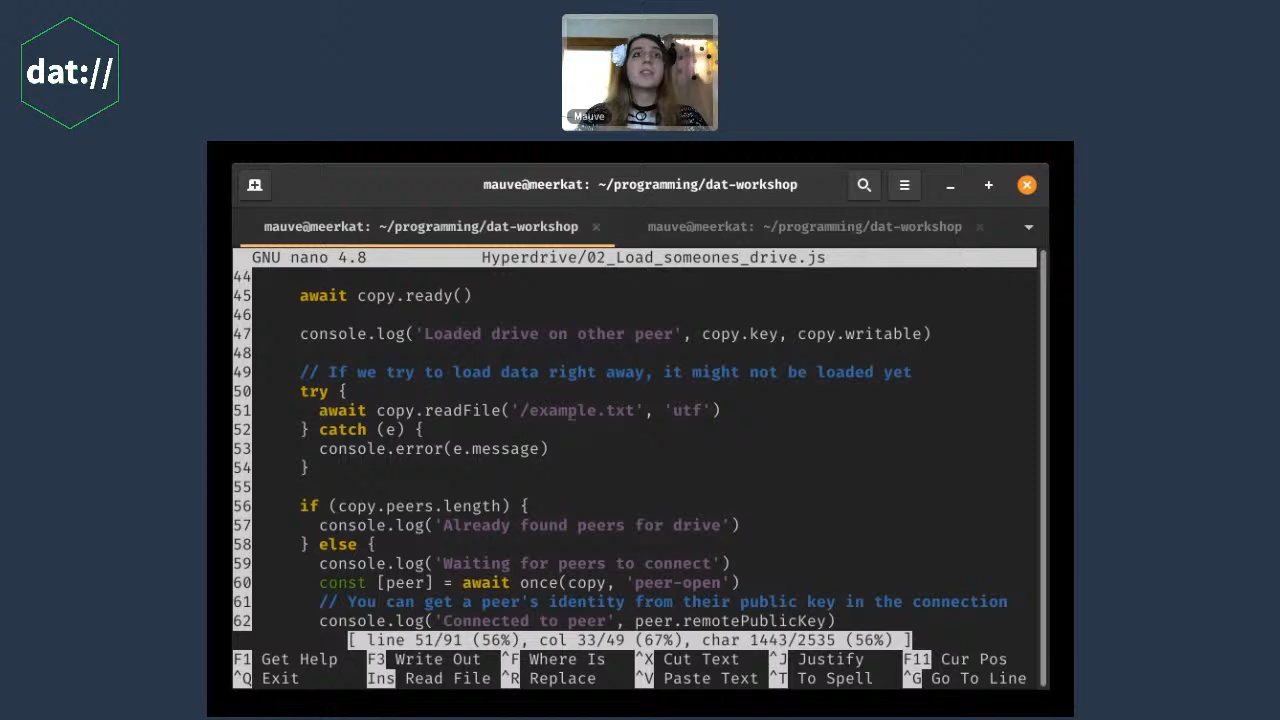 dat://
Mauve
mauve@meerkat: ~/programming/dat-workshop
mauve@meerkat: ~/programming/dat-workshop
mauve@meerkat: ~/programming/dat-workshop
GNU nano 4.8 Hyperdrive/02_Load_someones_drive.js
44
45 await copy.ready()
46
47 console.log('Loaded drive on other peer', copy.key, copy.writable)
48
49 // If we try to load data right away, it might not be loaded yet
50 try {
51 await copy.readFile('/example.txt', 'utf')
52 } catch (e) {
53 console.error(e.message)
54 }
55
56 if (copy.peers.length) {
57 console.log('Already found peers for drive')
58 } else {
59 console.log('Waiting for peers to connect')
60 const [peer] = await once(copy, 'peer-open')
61 // You can get a peer's identity from their public key in the connection
62 console.log('Connected to peer', peer.remotePublicKey)
[ line 51/91 (56%), col 33/49 (67%), char 1443/2535 (56%) ]
F1 Get Help F3 Write Out ^F Where Is ^X Cut Text ^J Justify F11 Cur Pos
^Q Exit Ins Read File ^R Replace ^V Paste Text ^T To Spell ^G Go To Line